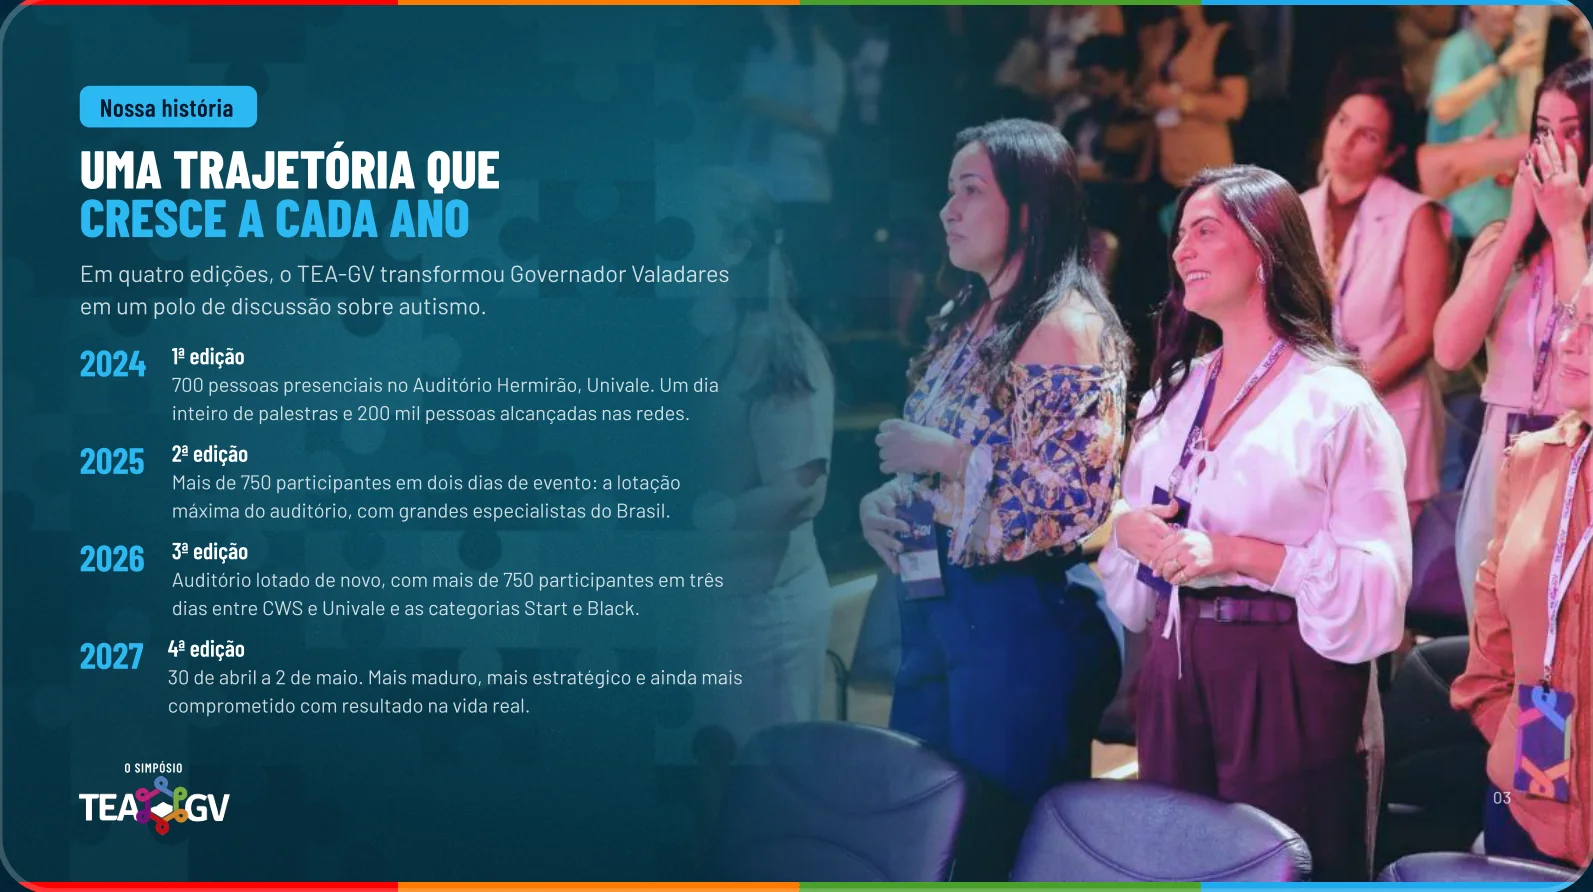 Nossa história
UMA TRAJETÓRIA QUE
CRESCE A CADA ANO
Em quatro edições, o TEA-GV transformou Governador Valadares
em um polo de discussão sobre autismo.
2024
1ª edição
700 pessoas presenciais no Auditório Hermirão, Univale. Um dia
inteiro de palestras e 200 mil pessoas alcançadas nas redes.
2025
2ª edição
Mais de 750 participantes em dois dias de evento: a lotação
máxima do auditório, com grandes especialistas do Brasil.
2026
3ª edição
Auditório lotado de novo, com mais de 750 participantes em três
dias entre CWS e Univale e as categorias Start e Black.
2027
4ª edição
30 de abril a 2 de maio. Mais maduro, mais estratégico e ainda mais
comprometido com resultado na vida real.
O SIMPÓSIO
TEA GV
03